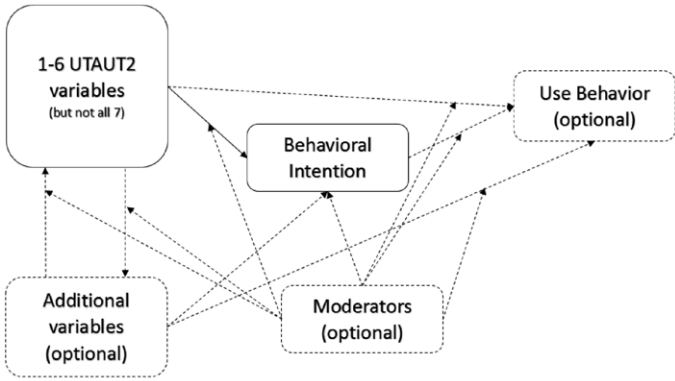 1-6 UTAUT2
variables
(but not all 7)
Use Behavior
(optional)
Behavioral
Intention
Additional
variables
(optional)
Moderators
(optional)